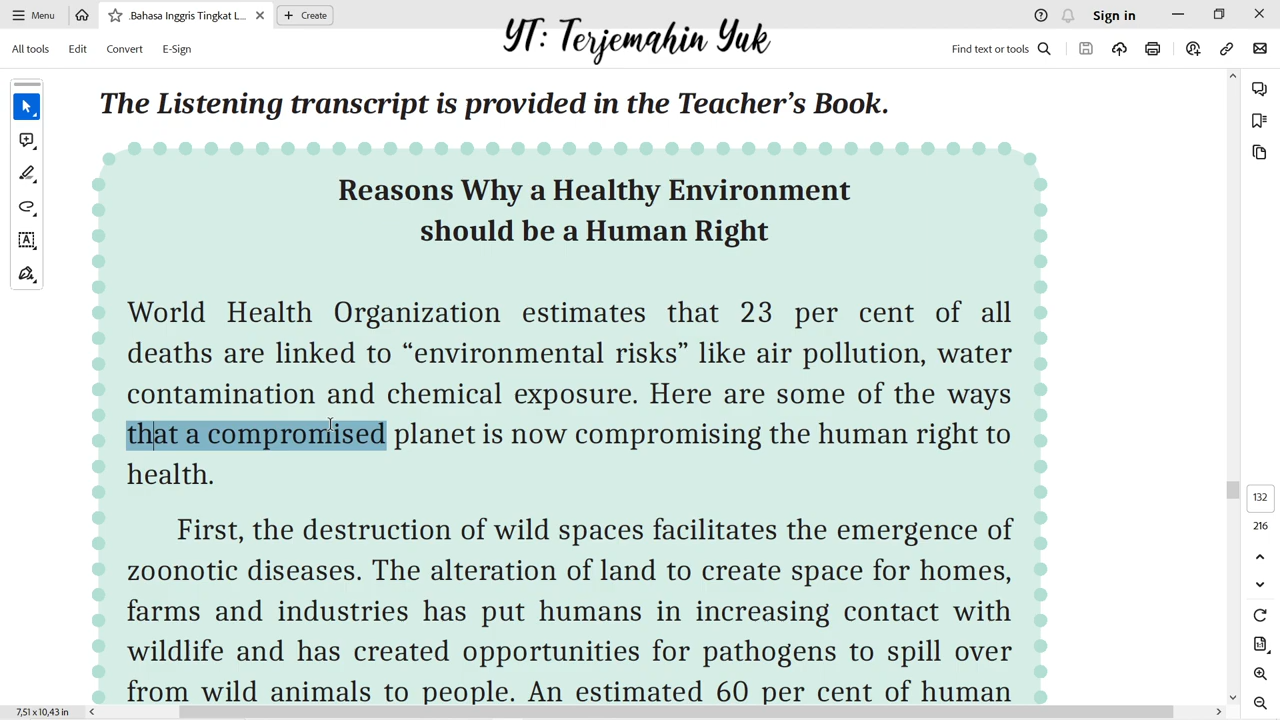 Menu
.Bahasa Inggris Tingkat L...
Create
Sign in
All tools
Edit
Convert
E-Sign
YT: Terjemahin Yuk
Find text or tools
The Listening transcript is provided in the Teacher's Book.
Reasons Why a Healthy Environment
should be a Human Right
World Health Organization estimates that 23 per cent of all
deaths are linked to “environmental risks” like air pollution, water
contamination and chemical exposure. Here are some of the ways
that a compromised planet is now compromising the human right to
health.
First, the destruction of wild spaces facilitates the emergence of
zoonotic diseases. The alteration of land to create space for homes,
farms and industries has put humans in increasing contact with
wildlife and has created opportunities for pathogens to spill over
from wild animals to people. An estimated 60 per cent of human
132
216
7,51 x 10,43 in